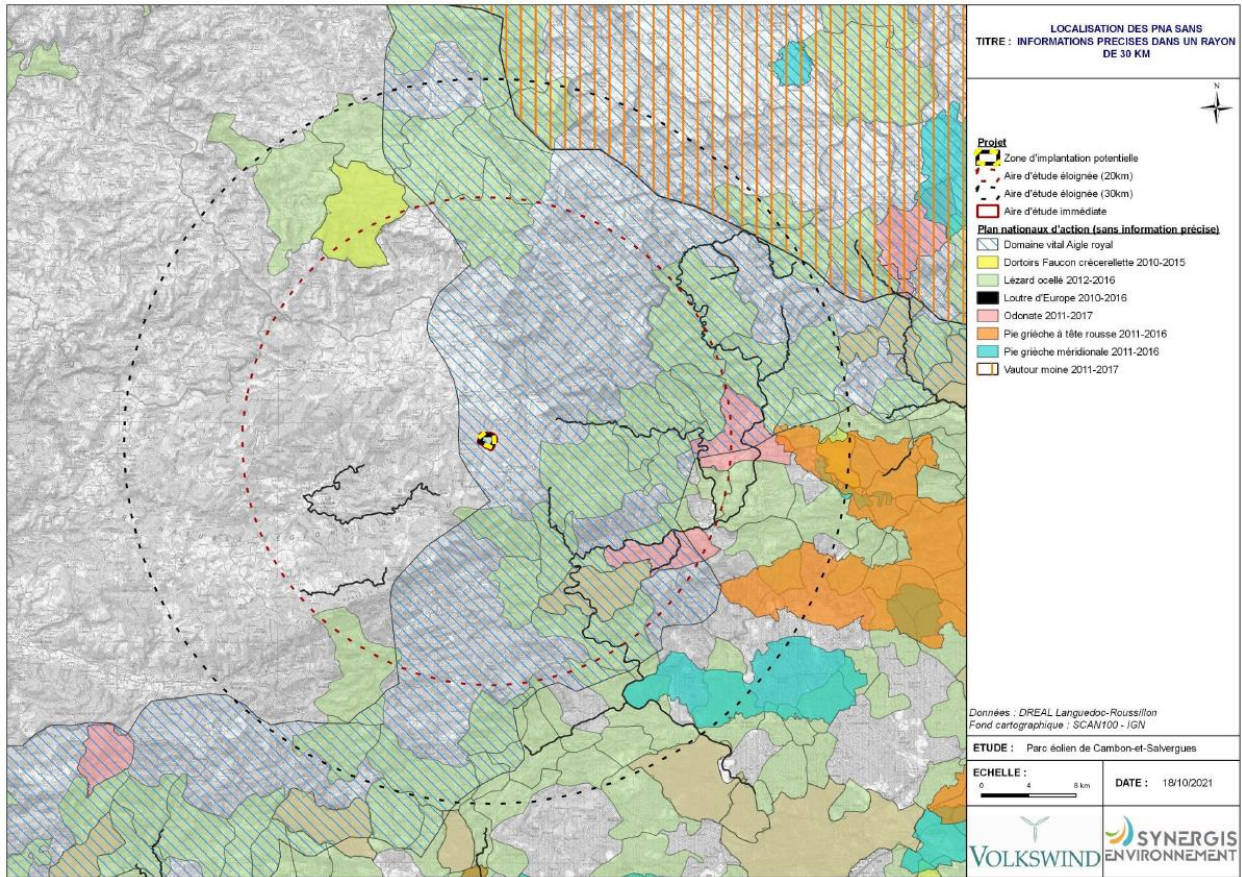 LOCALISATION DES PNA SANS
TITRE : INFORMATIONS PRECISES DANS UN RAYON
DE 30 KM
N
Projet
Zone d'implantation potentielle
Aire d'étude éloignée (20km)
Aire d'étude éloignée (30km)
Aire d'étude immédiate
Plan nationaux d'action (sans information précise)
Domaine vital Aigle royal
Dortoirs Faucon crécerellette 2010-2015
Lézard ocellé 2012-2016
Loutre d'Europe 2010-2016
Odonate 2011-2017
Pie grièche à tête rousse 2011-2016
Pie grièche méridionale 2011-2016
Vautour moine 2011-2017
Données : DREAL Languedoc-Roussillon
Fond cartographique : SCAN100 - IGN
ETUDE : Parc éolien de Cambon-et-Salvergues
ECHELLE :
0 4 8 km
DATE : 18/10/2021
VOLKSWIND
SYNERGIS
ENVIRONNEMENT